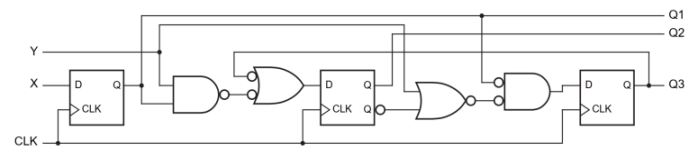 Q1
Q2
Y
X D Q D Q D Q Q3
CLK CLK Q CLK
CLK